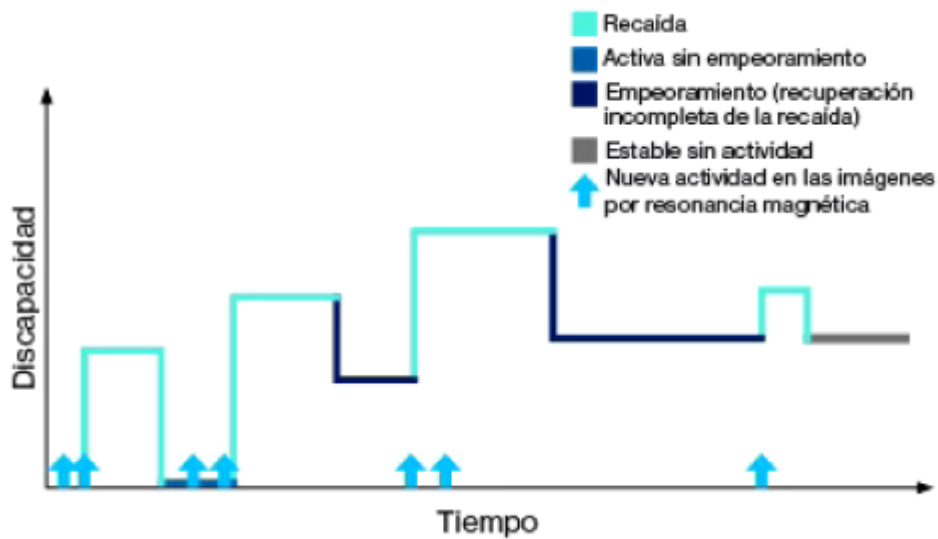 Recaída
Activa sin empeoramiento
Empeoramiento (recuperación
incompleta de la recaída)
Estable sin actividad
Nueva actividad en las imágenes
por resonancia magnética
Discapacidad
Tiempo